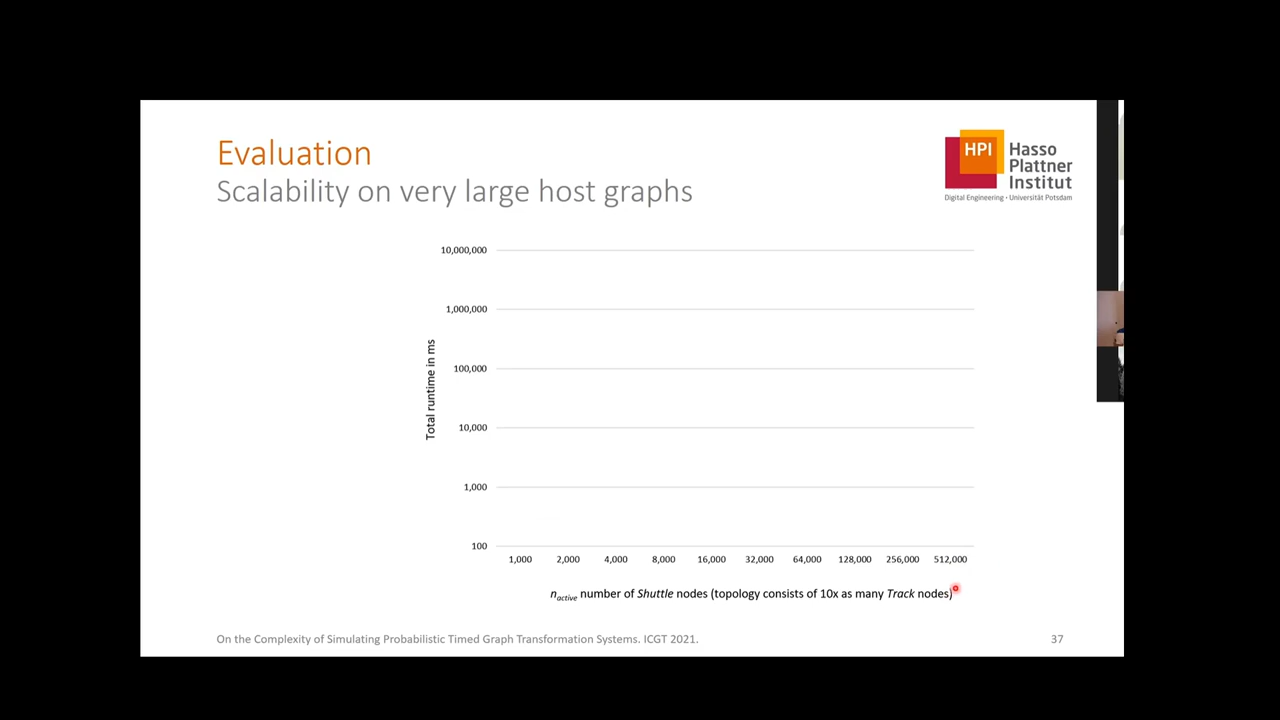 Evaluation
Scalability on very large host graphs
HPI
Hasso
Plattner
Institut
Digital Engineering • Universität Potsdam
10,000,000
1,000,000
100,000
10,000
1,000
100
Total runtime in ms
1,000 2,000 4,000 8,000 16,000 32,000 64,000 128,000 256,000 512,000
nactive number of Shuttle nodes (topology consists of 10x as many Track nodes)
On the Complexity of Simulating Probabilistic Timed Graph Transformation Systems. ICGT 2021.
37